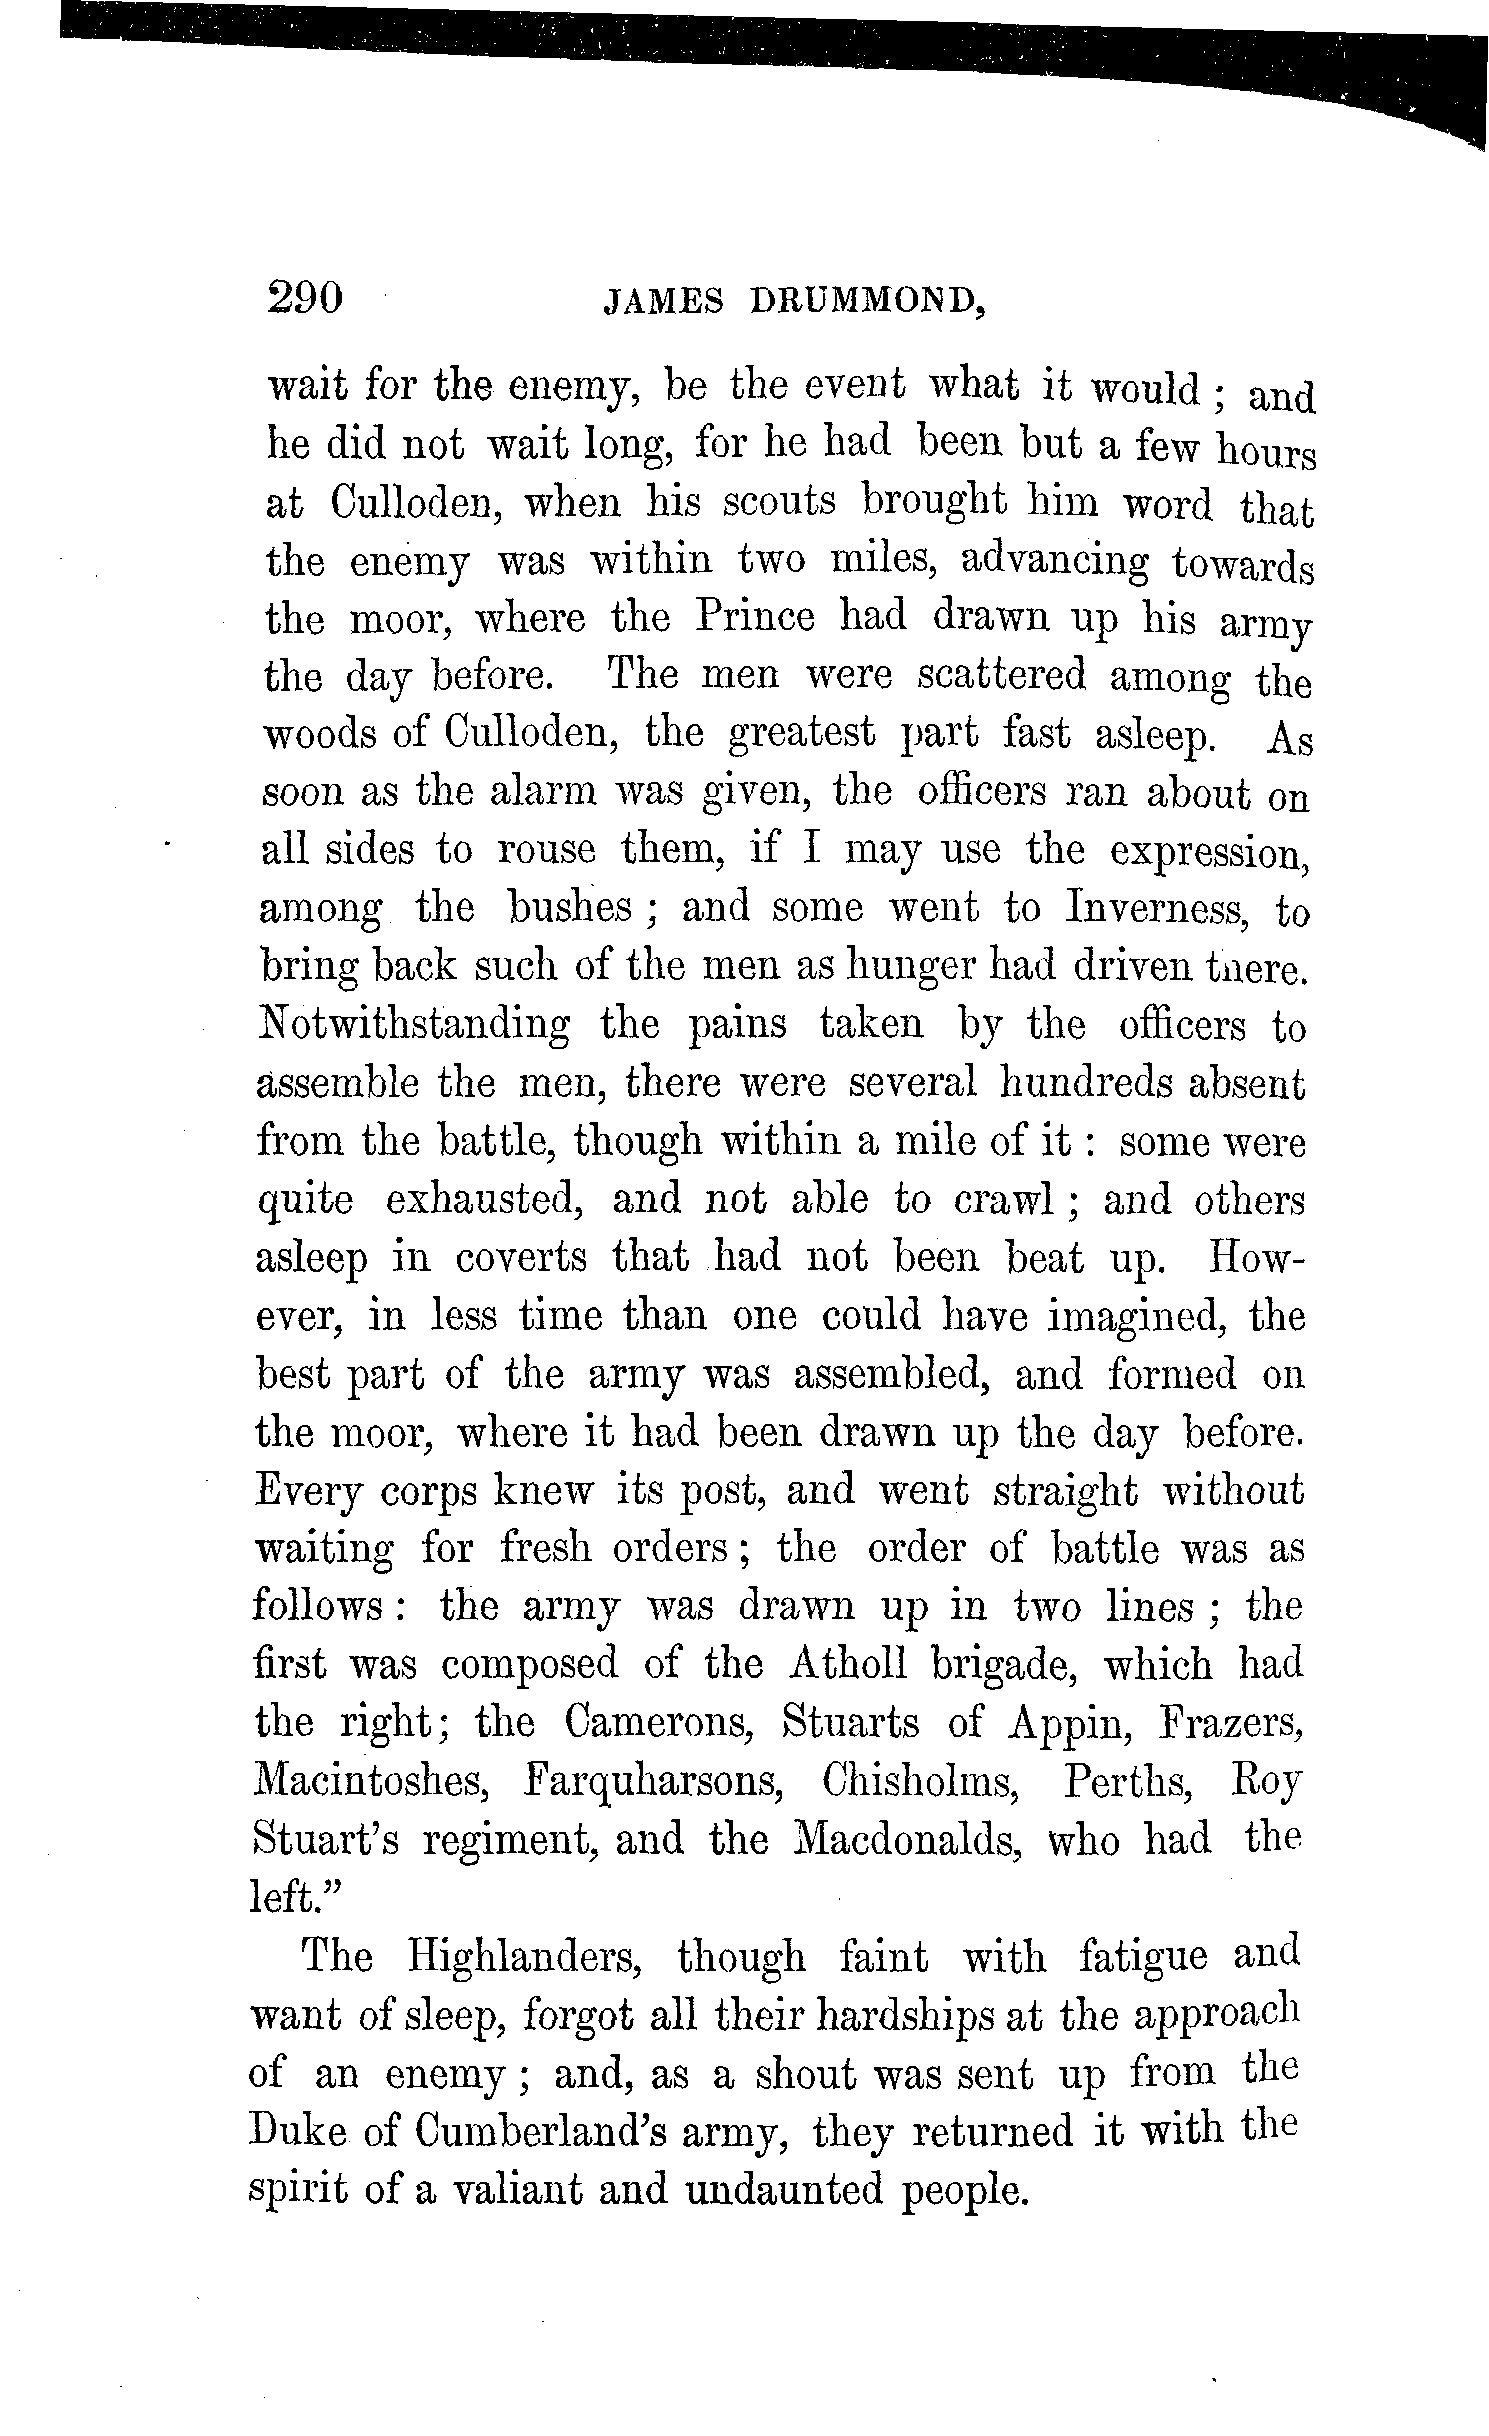 290 JAMES DRUMMOND,
wait for the enemy, be the event what it would ; and
he did not wait long, for he had been but a few hours
at Culloden, when his scouts brought him word that
the enemy was within two miles, advancing towards
the moor, where the Prince had drawn up his army
the day before. The men were scattered among the
woods of Culloden, the greatest part fast asleep. As
soon as the alarm was given, the officers ran about on
all sides to rouse them, if I may use the expression,
among the bushes ; and some went to Inverness, to
bring back such of the men as hunger had driven there.
Notwithstanding the pains taken by the officers to
assemble the men, there were several hundreds absent
from the battle, though within a mile of it : some were
quite exhausted, and not able to crawl ; and others
asleep in coverts that had not been beat up. How-
ever, in less time than one could have imagined, the
best part of the army was assembled, and formed on
the moor, where it had been drawn up the day before.
Every corps knew its post, and went straight without
waiting for fresh orders ; the order of battle was as
follows : the army was drawn up in two lines ; the
first was composed of the Atholl brigade, which had
the right; the Camerons, Stuarts of Appin, Frazers,
Macintoshes, Farquharsons, Chisholms, Perths, Roy
Stuart's regiment, and the Macdonalds, who had the
left.”
The Highlanders, though faint with fatigue and
want of sleep, forgot all their hardships at the approach
of an enemy ; and, as a shout was sent up from the
Duke of Cumberland's army, they returned it with the
spirit of a valiant and undaunted people.